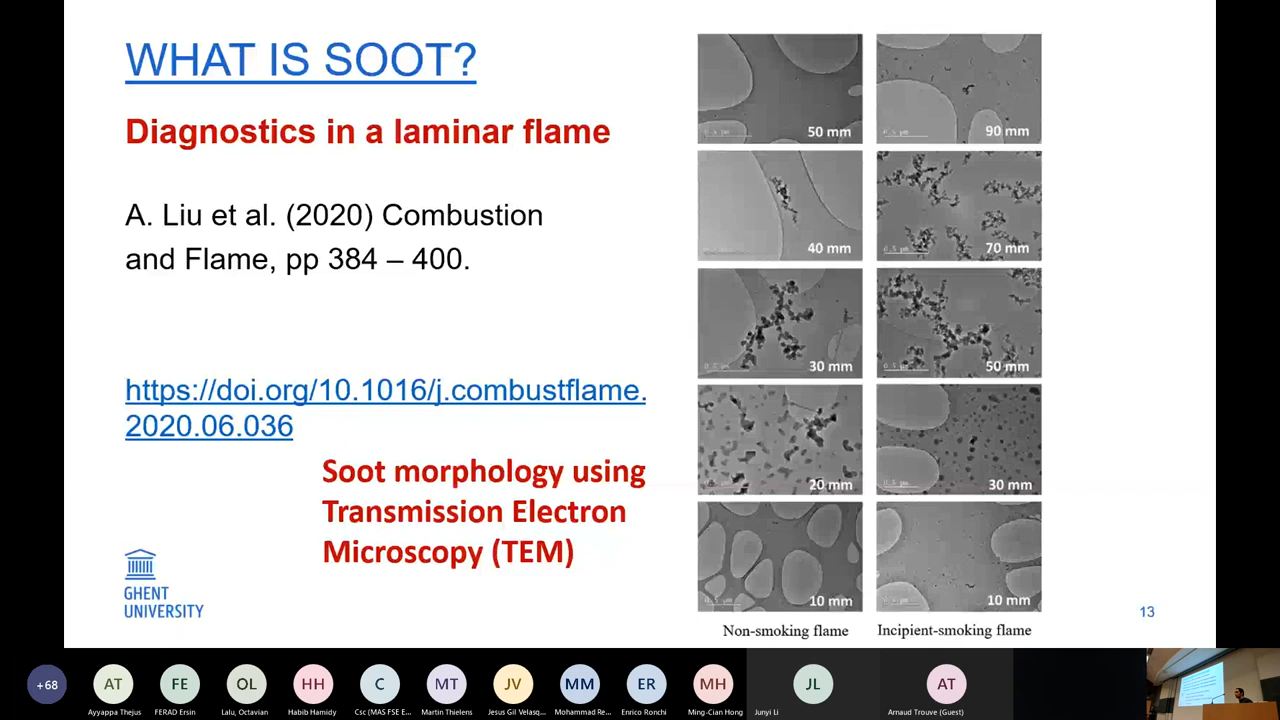 WHAT IS SOOT?
Diagnostics in a laminar flame
A. Liu et al. (2020) Combustion
and Flame, pp 384 – 400.
https://doi.org/10.1016/j.combustflame.
2020.06.036
Soot morphology using
Transmission Electron
Microscopy (TEM)
GHENT
UNIVERSITY
50 mm
90 mm
40 mm
70 mm
30 mm
50 mm
20 mm
30 mm
10 mm
10 mm
Non-smoking flame
Incipient-smoking flame
13
+68
AT
FE
OL
HH
C
MT
JV
MM
ER
MH
JL
AT
Ayyappa Thejus
FERAD Ersin
Lalu, Octavian
Habib Hamidy
Csc (MAS FSE E...
Martin Thielens
Jesus Gil Velasq...
Mohammad Re...
Enrico Ronchi
Ming-Cian Hong
Junyi Li
Arnaud Trouve (Guest)